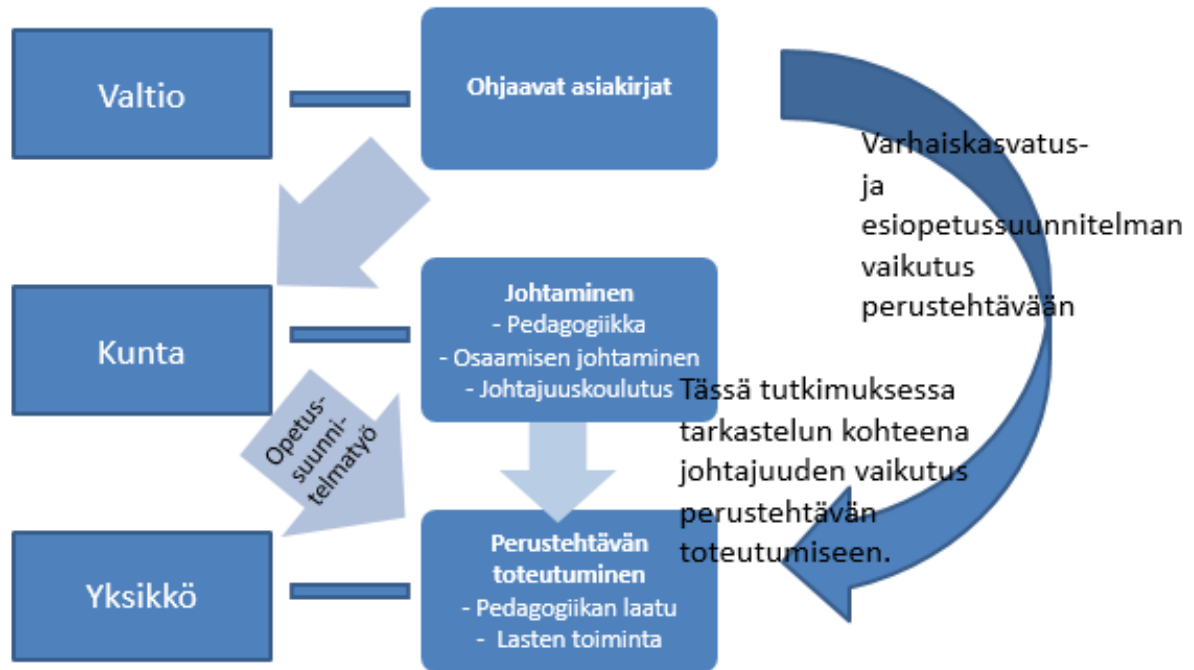 Valtio
Ohjaavat asiakirjat
Varhaiskasvatus-
ja
esiopetussuunnitelman
vaikutus
perustehtävään
Kunta
Johtaminen
- Pedagogiikka
- Osaamisen johtaminen
- Johtajuuskoulutus
Opetus-
suunni-
telmatyö
Tässä tutkimuksessa
tarkastelun kohteena
johtajuuden vaikutus
perustehtävän
toteutumiseen.
Yksikkö
Perustehtävän
toteutuminen
- Pedagogiikan laatu
- Lasten toiminta